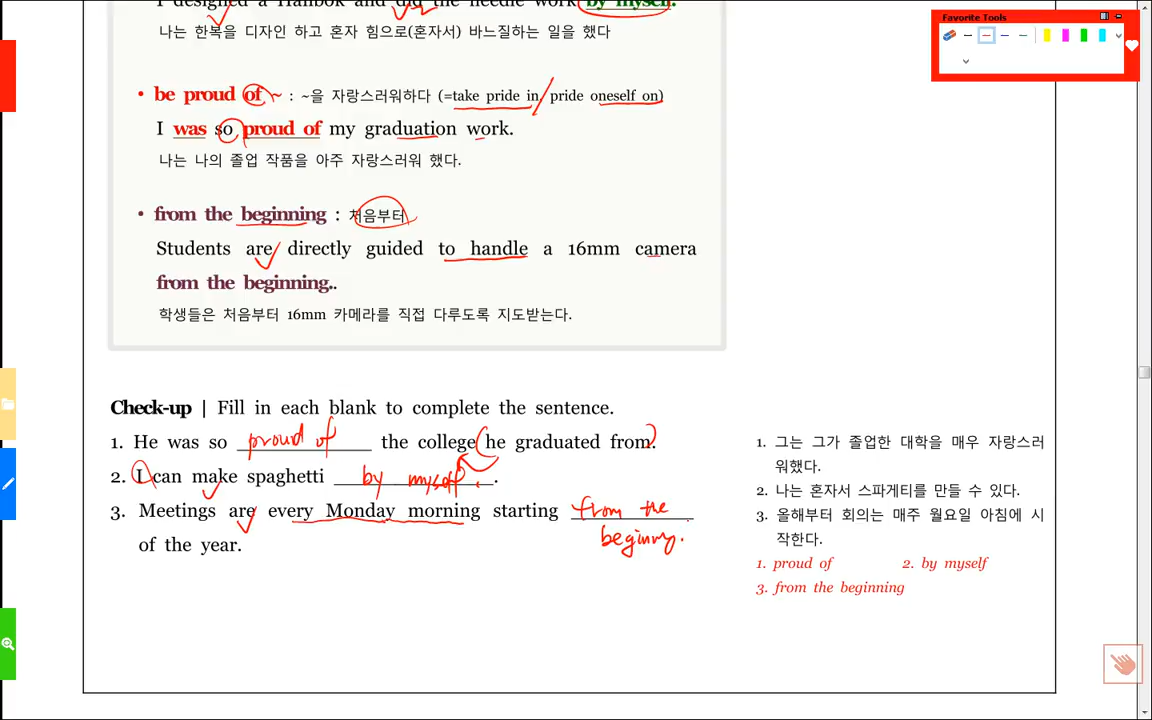 I designed a Hanbok and did the needle work by myself.
나는 한복을 디자인 하고 혼자 힘으로(혼자서) 바느질하는 일을 했다
Favorite Tools
• be proud of ~ : ~을 자랑스러워하다 (=take pride in/ pride oneself on)
I was so proud of my graduation work.
나는 나의 졸업 작품을 아주 자랑스러워 했다.
• from the beginning : 처음부터
Students are directly guided to handle a 16mm camera
from the beginning..
학생들은 처음부터 16mm 카메라를 직접 다루도록 지도받는다.
Check-up | Fill in each blank to complete the sentence.
1. He was so proud of the college (he graduated from.)
2. I can make spaghetti by myself.
3. Meetings are every Monday morning starting from the
beginning.
of the year.
1. 그는 그가 졸업한 대학을 매우 자랑스러
워했다.
2. 나는 혼자서 스파게티를 만들 수 있다.
3. 올해부터 회의는 매주 월요일 아침에 시
작한다.
1. proud of 2. by myself
3. from the beginning